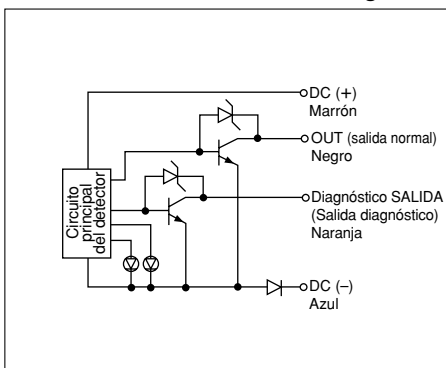 DC (+)
Marrón
OUT (salida normal)
Negro
Circuito
principal
del detector
Diagnóstico SALIDA
(Salida diagnóstico)
Naranja
DC (–)
Azul